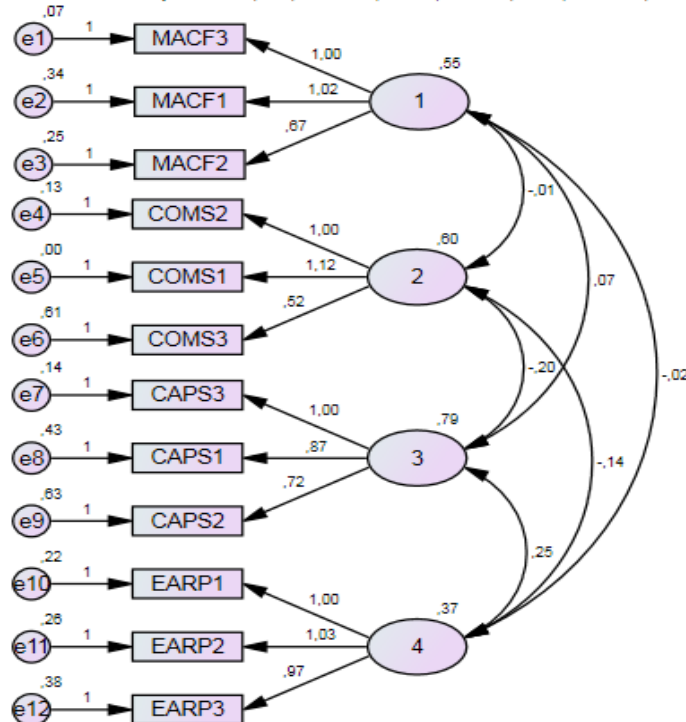 ,07
e1 1 MACF3
1,00 ,55
,34
e2 1 MACF1 1,02 1
,25 ,67
e3 1 MACF2
,13 -,01
e4 1 COMS2
1,00 ,60
,00
e5 1 COMS1 1,12 2 ,07
,61 ,52
e6 1 COMS3
-,20 -,02
,14
e7 1 CAPS3
1,00 ,79
,43
e8 1 CAPS1 ,87 3 -,14
,63 ,72
e9 1 CAPS2
,25
,22
e10 1 EARP1
1,00 ,37
,26
e11 1 EARP2 1,03 4
,38 ,97
e12 1 EARP3